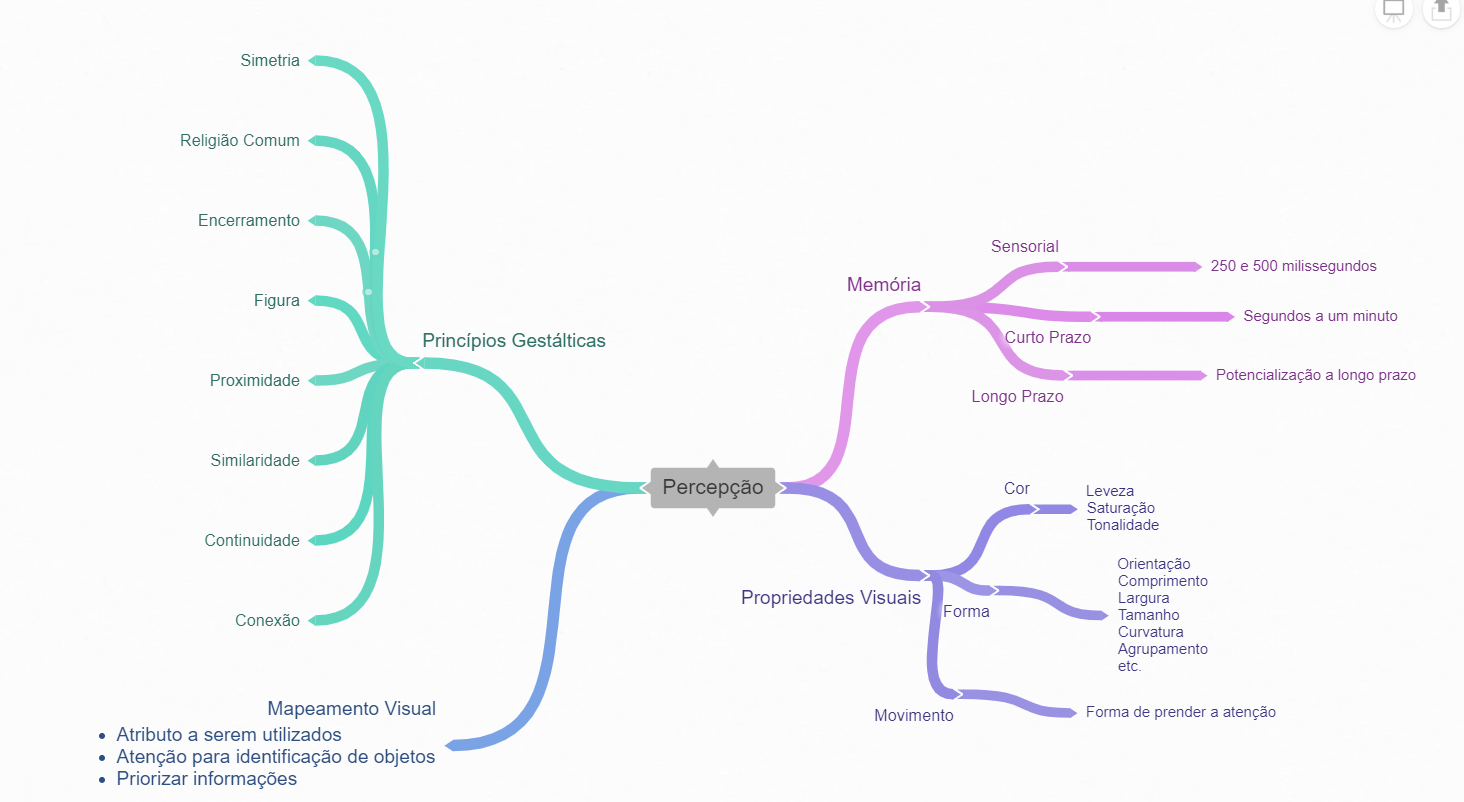 Percepção
Princípios Gestálticas
Simetria
Religião Comum
Encerramento
Figura
Proximidade
Similaridade
Continuidade
Conexão
Mapeamento Visual
• Atributo a serem utilizados
• Atenção para identificação de objetos
• Priorizar informações
Memória
Sensorial
250 e 500 milissegundos
Curto Prazo
Segundos a um minuto
Longo Prazo
Potencialização a longo prazo
Propriedades Visuais
Cor
Leveza
Saturação
Tonalidade
Forma
Orientação
Comprimento
Largura
Tamanho
Curvatura
Agrupamento
etc.
Movimento
Forma de prender a atenção